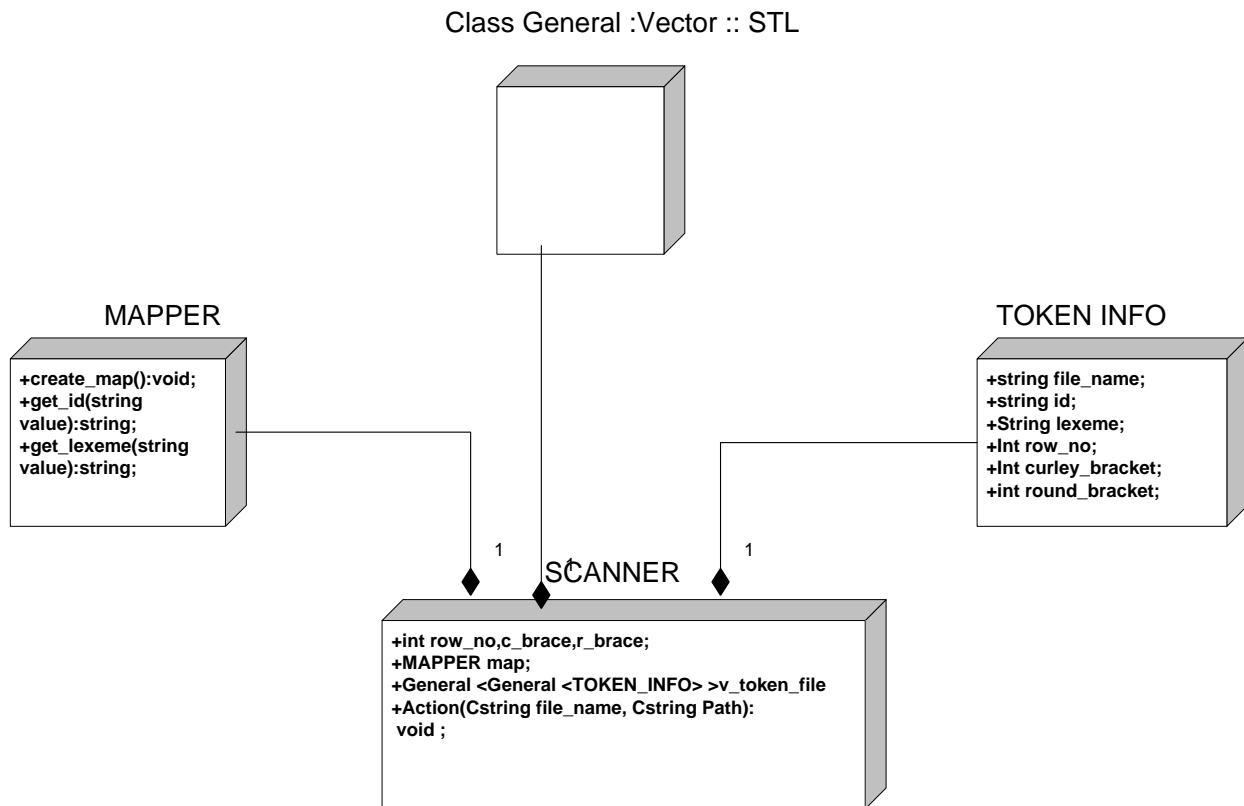 Class General :Vector :: STL
MAPPER
+create_map():void;
+get_id(string
value):string;
+get_lexeme(string
value):string;
TOKEN INFO
+string file_name;
+string id;
+String lexeme;
+Int row_no;
+Int curley_bracket;
+int round_bracket;
1
1
1
SCANNER
+int row_no,c_brace,r_brace;
+MAPPER map;
+General <General <TOKEN_INFO> >v_token_file
+Action(Cstring file_name, Cstring Path):
void ;